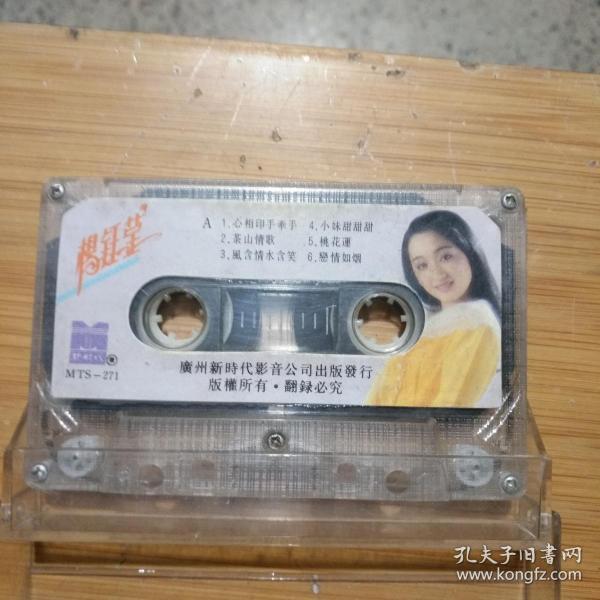 楊鈺瑩
A 1.心相印手牽手 4.小妹甜甜甜
2.茶山情歌 5.桃花運
3.風含情水含笑 6.戀情如烟
MTS-271
廣州新時代影音公司出版發行
版權所有·翻録必究
孔夫子旧書网
www.kongfz.com